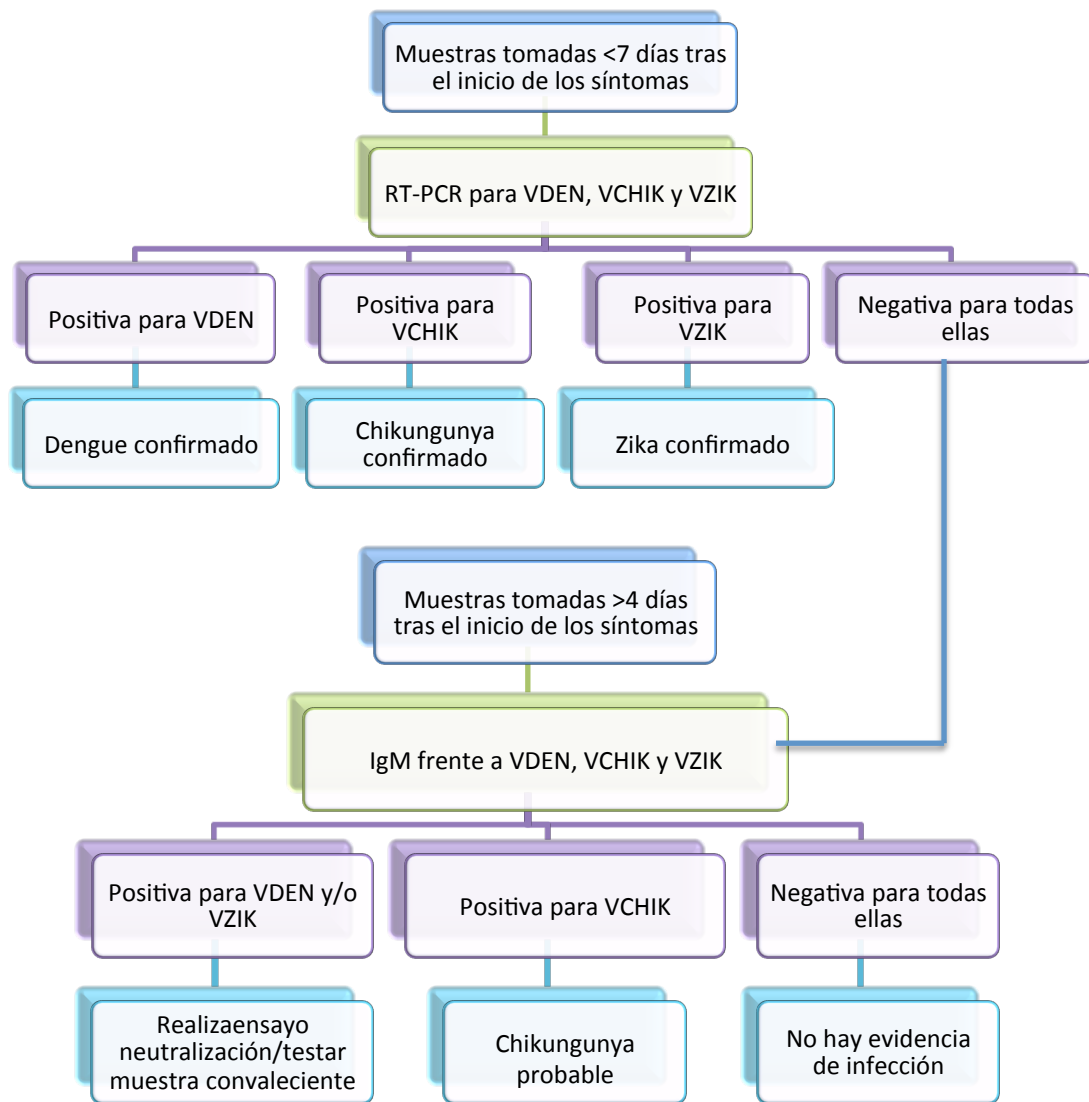 Muestras tomadas <7 días tras
el inicio de los síntomas
RT-PCR para VDEN, VCHIK y VZIK
Positiva para VDEN
Positiva para
VCHIK
Positiva para
VZIK
Negativa para todas
ellas
Dengue confirmado
Chikungunya
confirmado
Zika confirmado
Muestras tomadas >4 días
tras el inicio de los síntomas
IgM frente a VDEN, VCHIK y VZIK
Positiva para VDEN y/o
VZIK
Positiva para VCHIK
Negativa para todas
ellas
Realizaensayo
neutralización/testar
muestra convaleciente
Chikungunya
probable
No hay evidencia
de infección